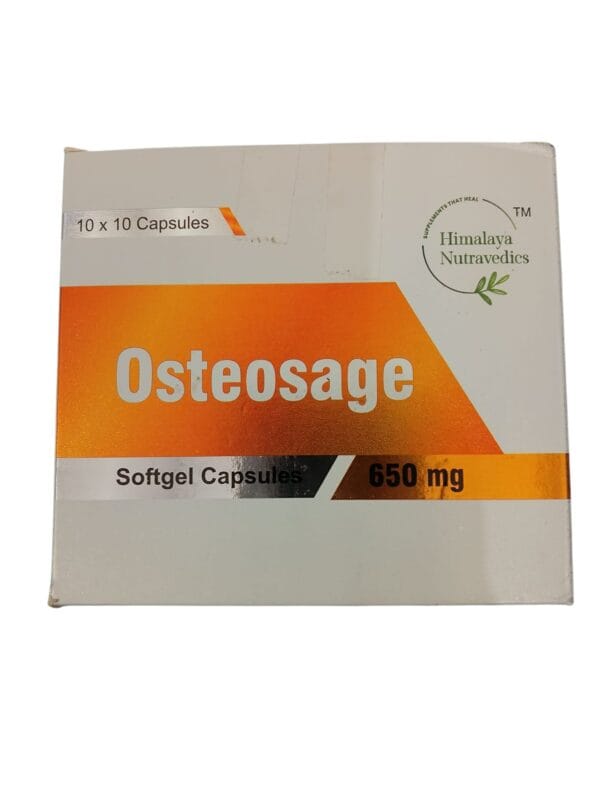 10 x 10 Capsules
SUPPLEMENTS THAT HEAL
TM
Himalaya
Nutravedics
Osteosage
Softgel Capsules
650 mg